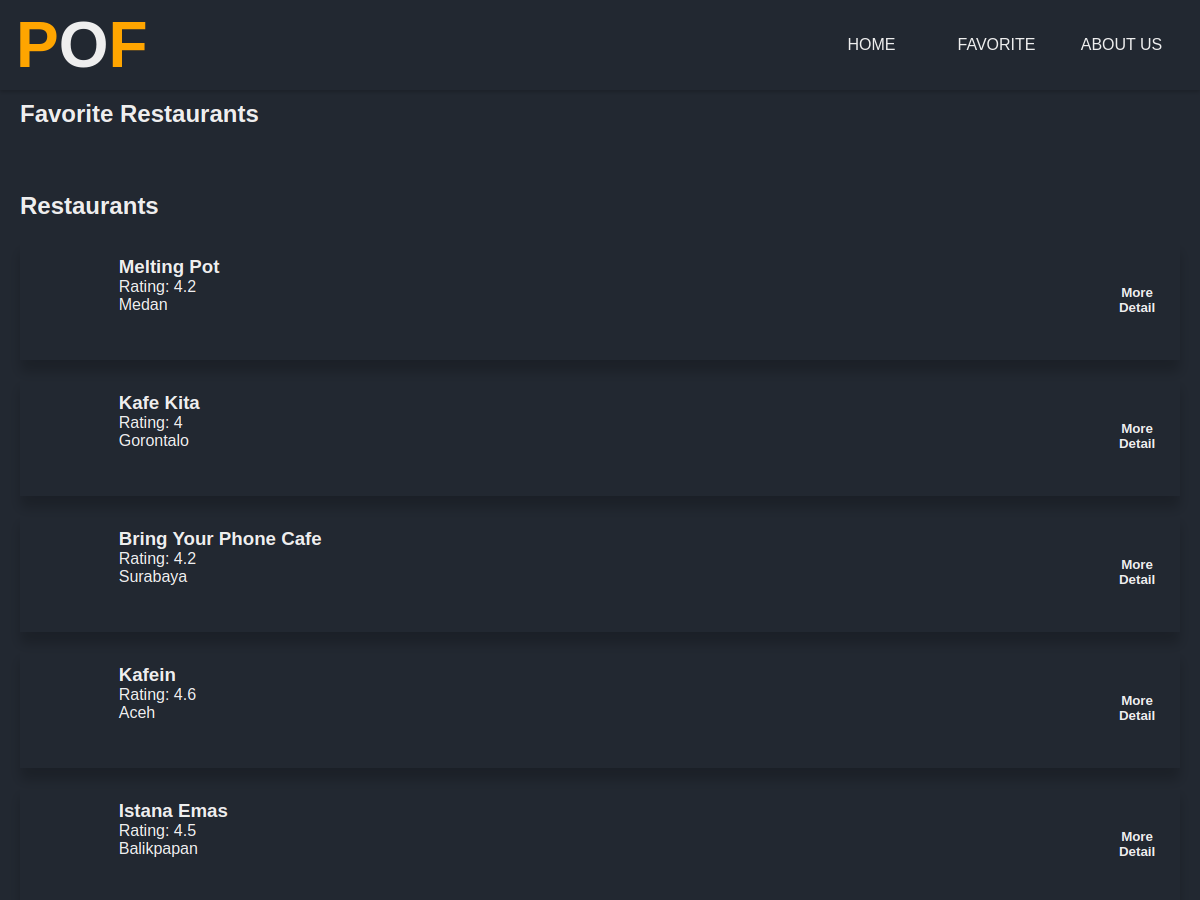 POF
HOME
FAVORITE
ABOUT US
Favorite Restaurants
Restaurants
Melting Pot
Rating: 4.2
Medan
More
Detail
Kafe Kita
Rating: 4
Gorontalo
More
Detail
Bring Your Phone Cafe
Rating: 4.2
Surabaya
More
Detail
Kafein
Rating: 4.6
Aceh
More
Detail
Istana Emas
Rating: 4.5
Balikpapan
More
Detail